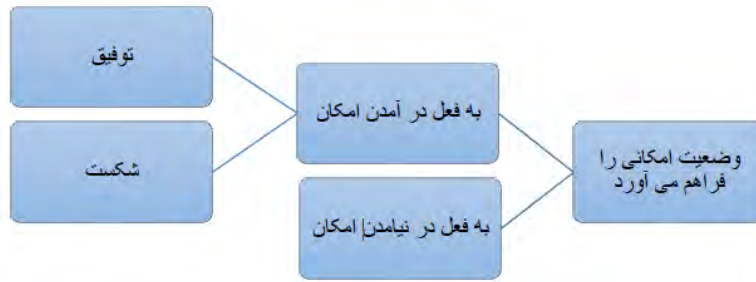 وضعیت امکانی را
فراهم می آورد
به فعل در آمدن امکان
به فعل در نیامدن امکان
توفیق
شکست